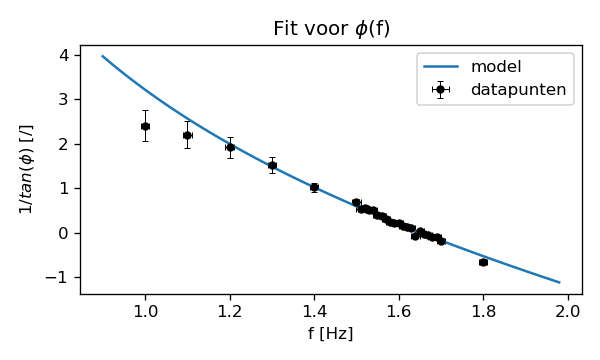 Fit voor ϕ(f)
model
datapunten
1/tan(ϕ) [/]
4
3
2
1
0
−1
1.0 1.2 1.4 1.6 1.8 2.0
f [Hz]